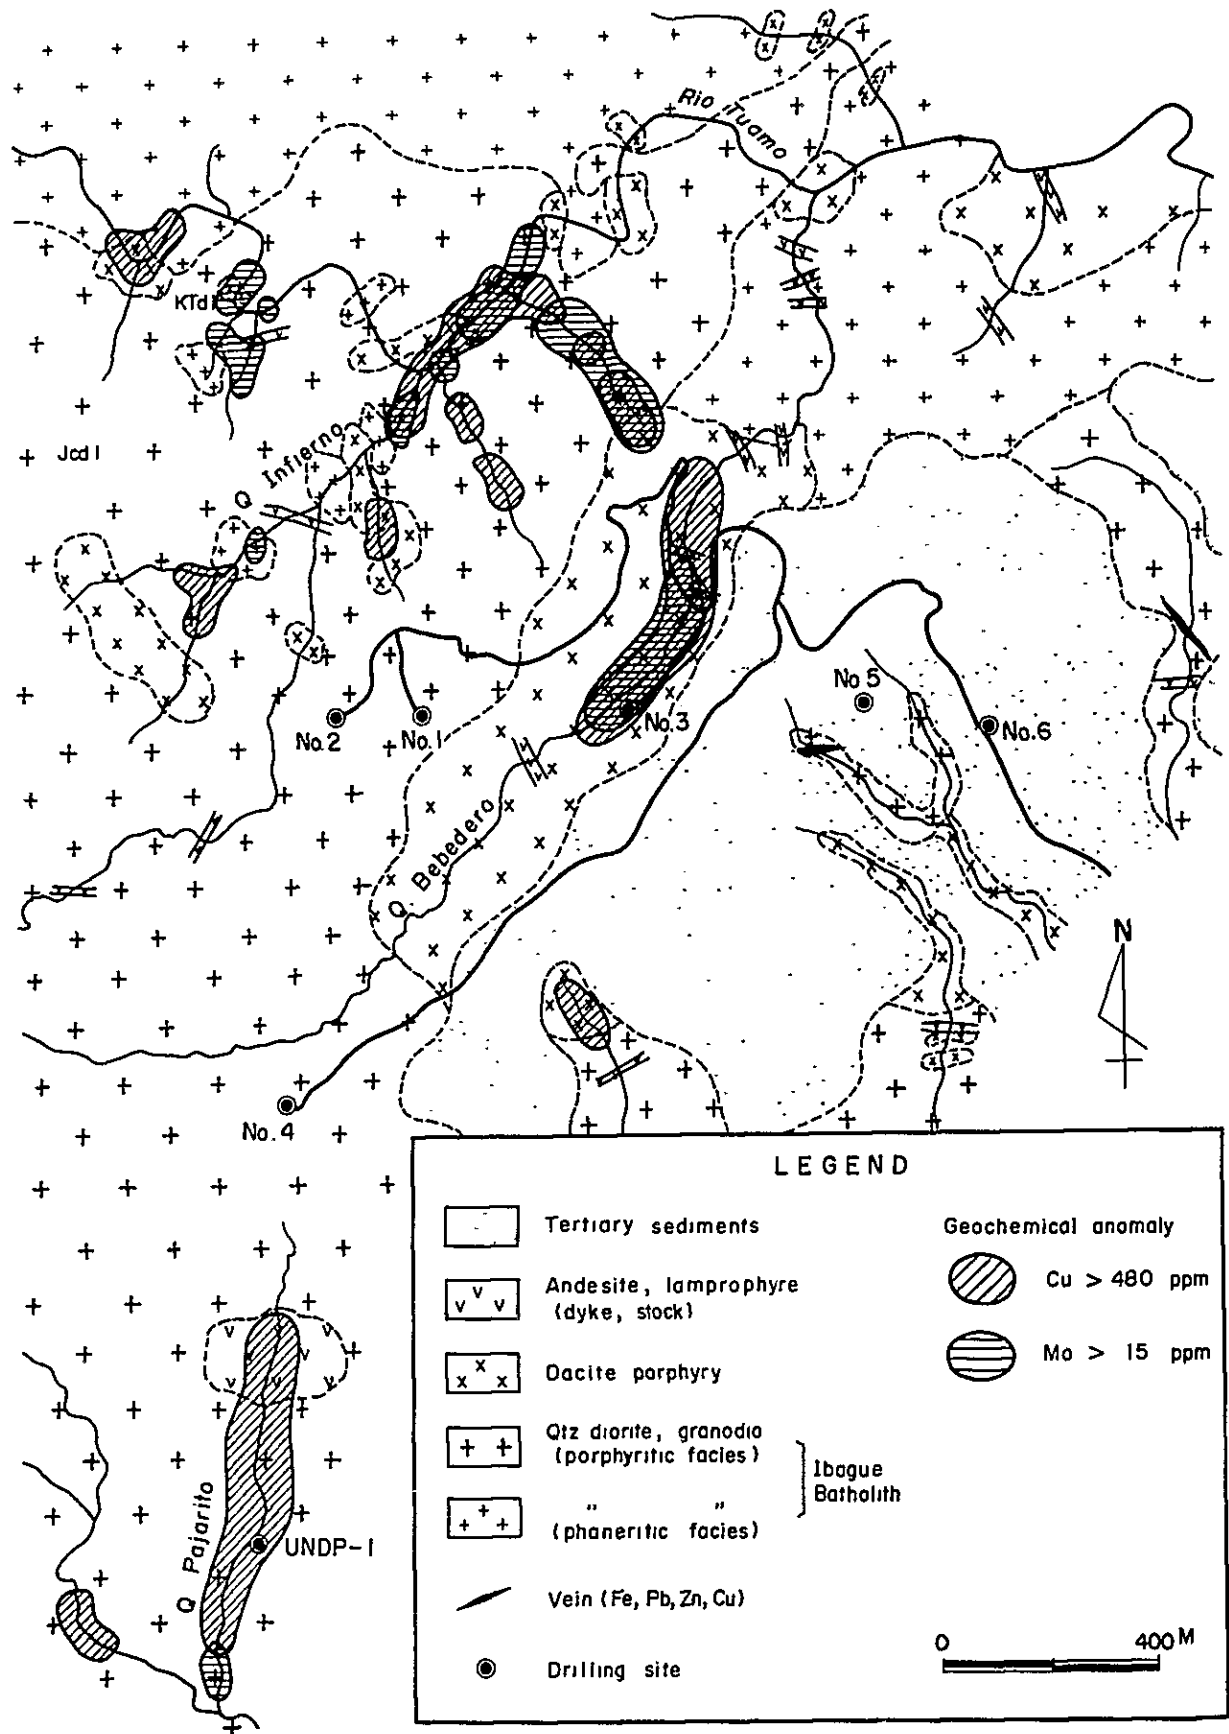 Rio Tuamo
KTd1
Jcd1
Q Infierno
No.5
No.2
No.1
No.3
No.6
Q. Bebedero
N
No.4
LEGEND
Tertiary sediments
Geochemical anomaly
Andesite, lamprophyre
(dyke, stock)
Cu > 480 ppm
Dacite porphyry
Mo > 15 ppm
Qtz diorite, granodio
(porphyritic facies)
Ibague
Batholith
" "
(phaneritic facies)
Q Pajarito
UNDP-1
Vein (Fe, Pb, Zn, Cu)
0 400 M
Drilling site